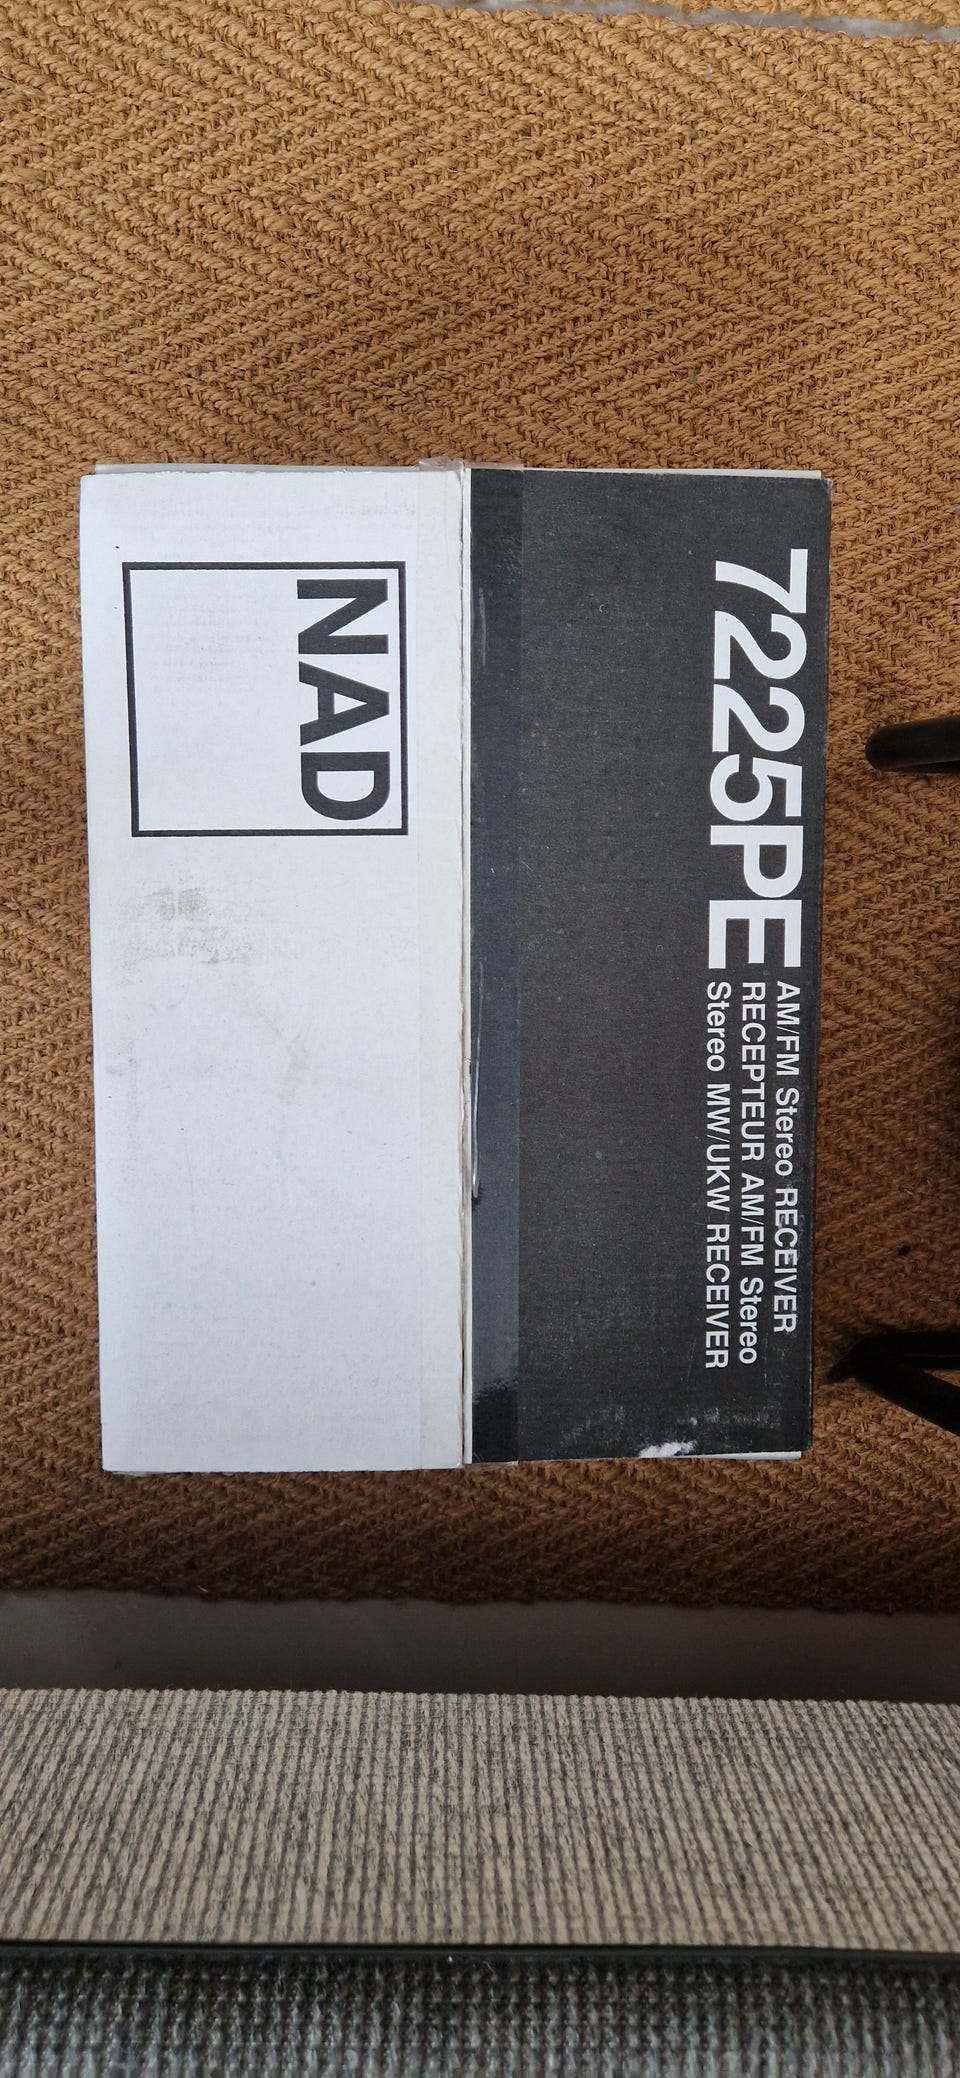 7225PE
AM/FM Stereo RECEIVER
RECEPTEUR AM/FM Stereo
Stereo MW/UKW RECEIVER
NAD